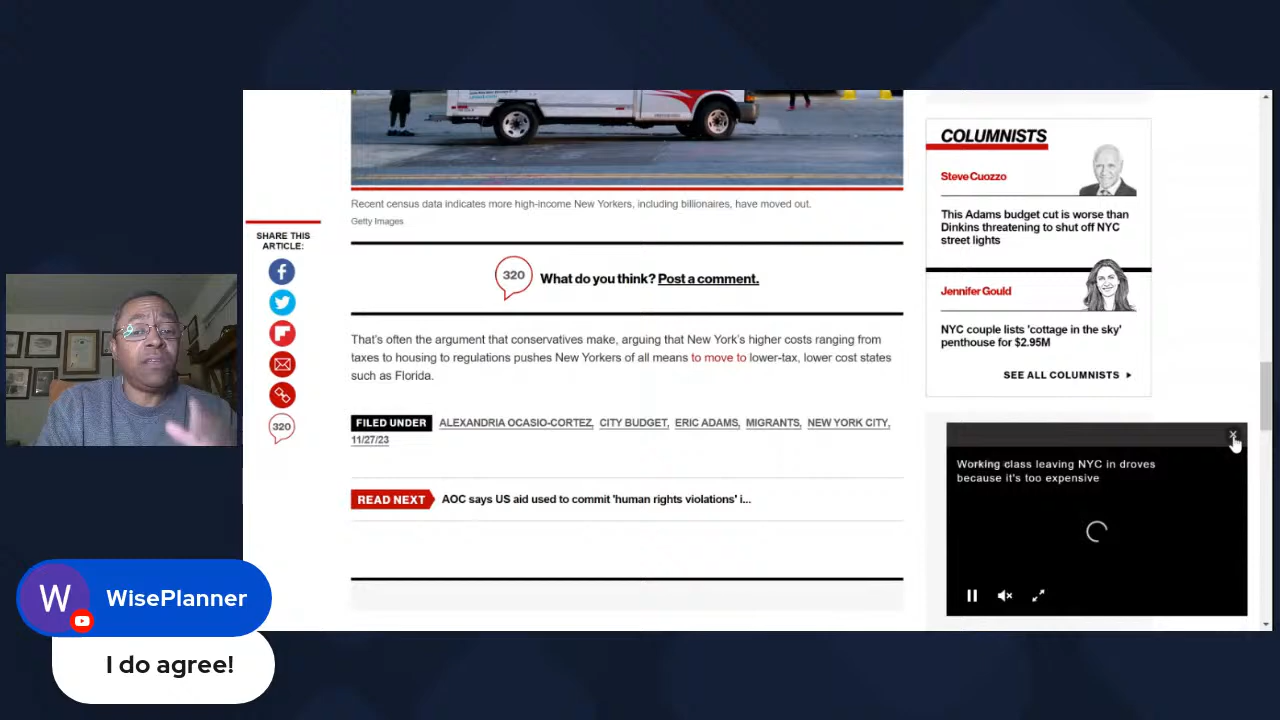 Recent census data indicates more high-income New Yorkers, including billionaires, have moved out.
Getty Images
SHARE THIS
ARTICLE:
320
320
What do you think? Post a comment.
That's often the argument that conservatives make, arguing that New York's higher costs ranging from
taxes to housing to regulations pushes New Yorkers of all means to move to lower-tax, lower cost states
such as Florida.
FILED UNDER ALEXANDRIA OCASIO-CORTEZ, CITY BUDGET, ERIC ADAMS, MIGRANTS, NEW YORK CITY,
11/27/23
READ NEXT AOC says US aid used to commit 'human rights violations' i...
COLUMNISTS
Steve Cuozzo
This Adams budget cut is worse than
Dinkins threatening to shut off NYC
street lights
Jennifer Gould
NYC couple lists 'cottage in the sky'
penthouse for $2.95M
SEE ALL COLUMNISTS
Working class leaving NYC in droves
because it's too expensive
W WisePlanner
I do agree!